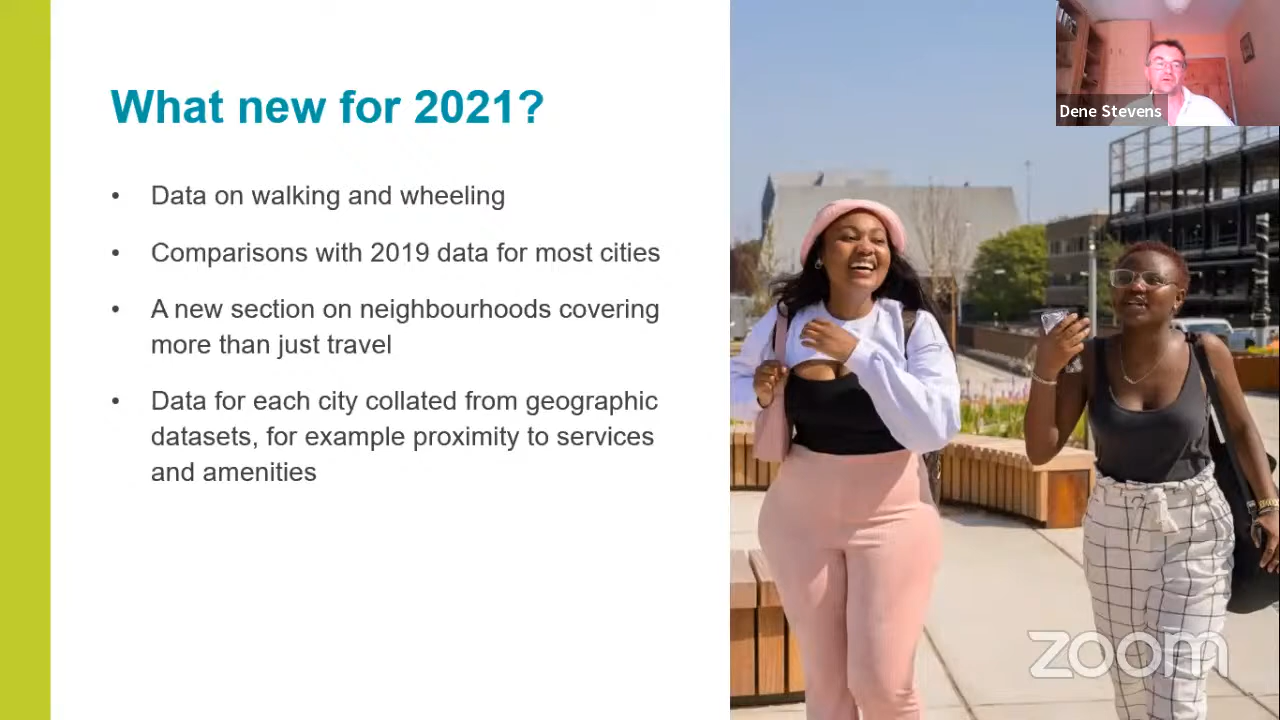 What new for 2021?
• Data on walking and wheeling
• Comparisons with 2019 data for most cities
• A new section on neighbourhoods covering
more than just travel
• Data for each city collated from geographic
datasets, for example proximity to services
and amenities
Dene Stevens
zoom